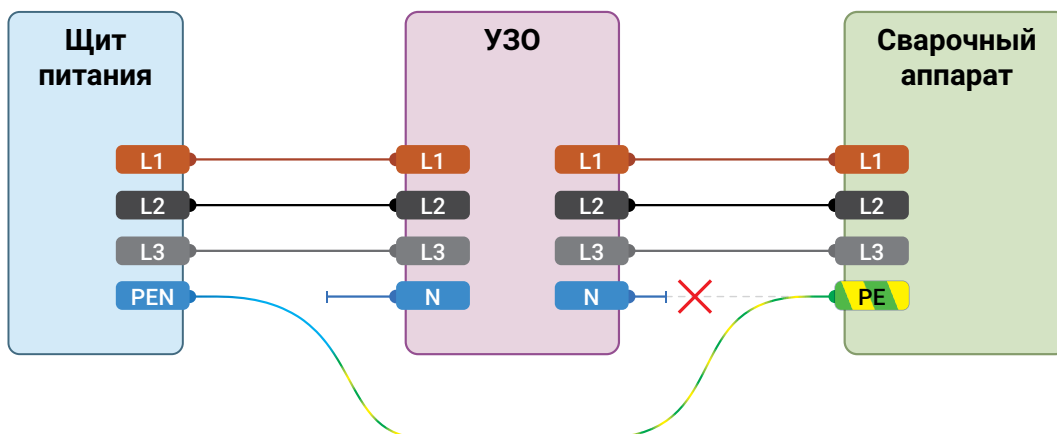 Щит
питания
УЗО
Сварочный
аппарат
L1
L1
L1
L1
L2
L2
L2
L2
L3
L3
L3
L3
PEN
N
N
PE